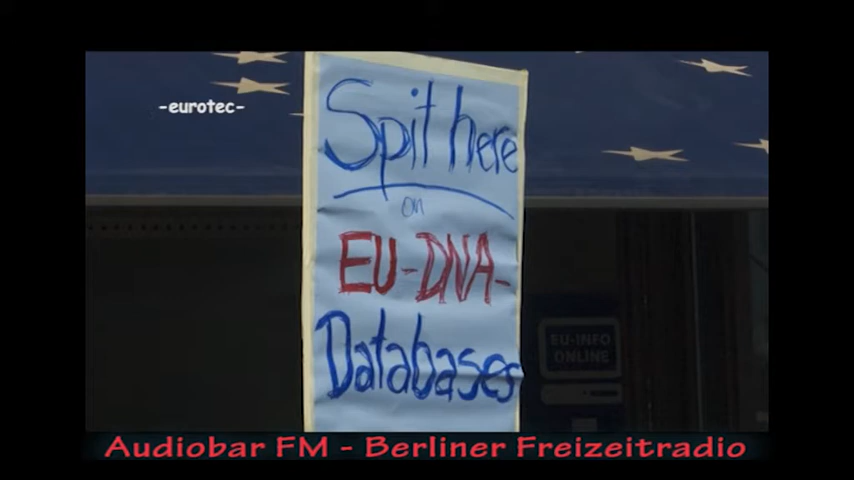 -eurotec-
Spit here
on
EU-DNA-
Databases
EU-INFO
ONLINE
Audiobar FM - Berliner Freizeitradio